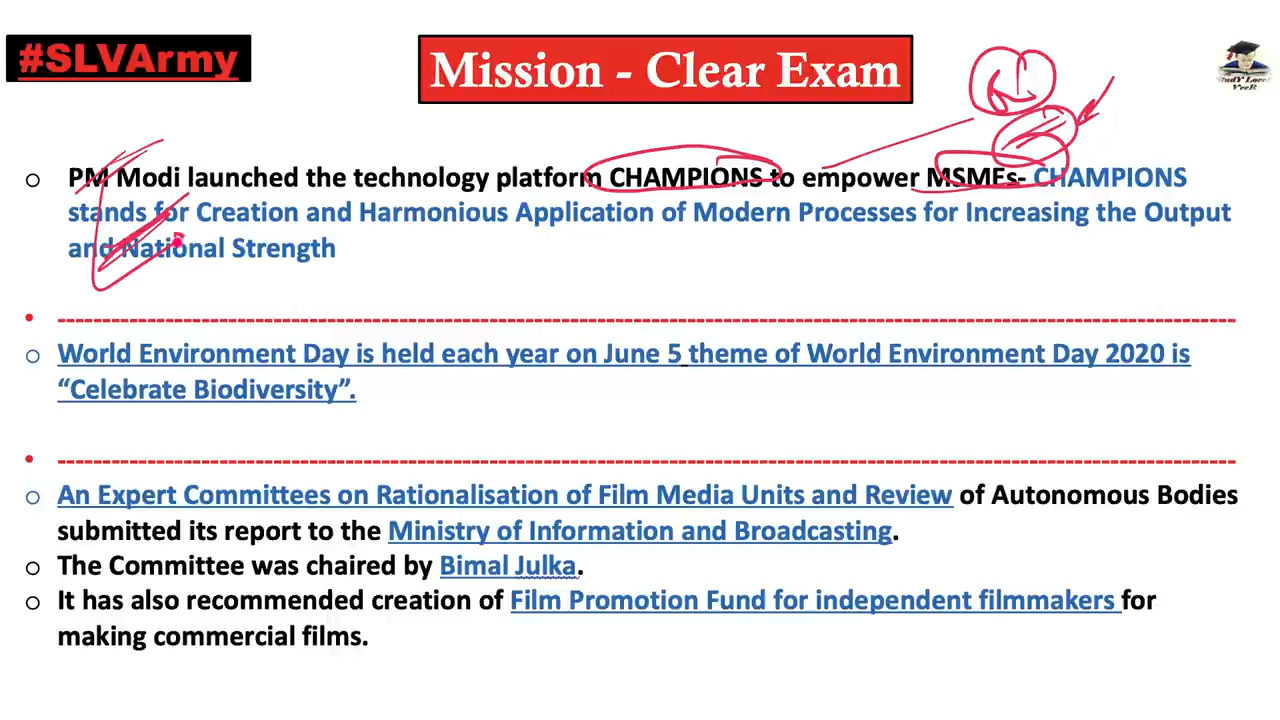 #SLVArmy
Mission - Clear Exam
StudY LoveR
VeeR
PM Modi launched the technology platform CHAMPIONS to empower MSMEs- CHAMPIONS
stands for Creation and Harmonious Application of Modern Processes for Increasing the Output
and National Strength
World Environment Day is held each year on June 5 theme of World Environment Day 2020 is
“Celebrate Biodiversity”.
An Expert Committees on Rationalisation of Film Media Units and Review of Autonomous Bodies
submitted its report to the Ministry of Information and Broadcasting.
The Committee was chaired by Bimal Julka.
It has also recommended creation of Film Promotion Fund for independent filmmakers for
making commercial films.